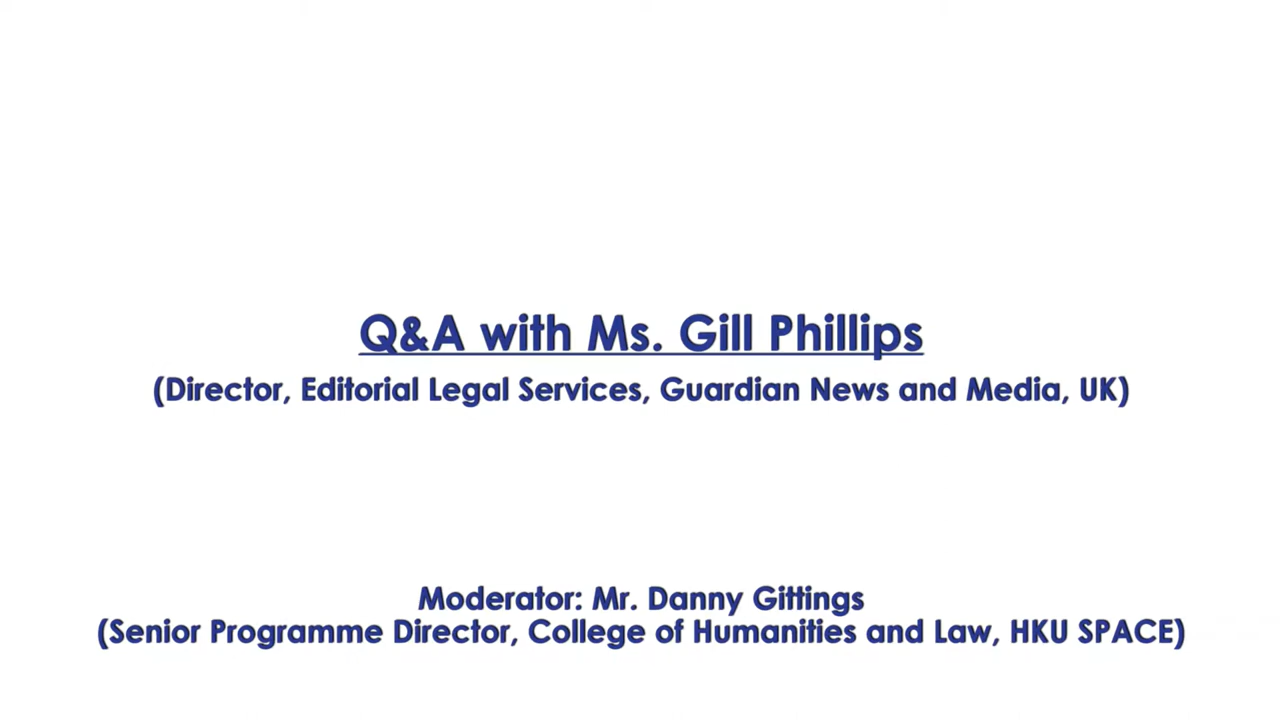 Q&A with Ms. Gill Phillips
(Director, Editorial Legal Services, Guardian News and Media, UK)
Moderator: Mr. Danny Gittings
(Senior Programme Director, College of Humanities and Law, HKU SPACE)